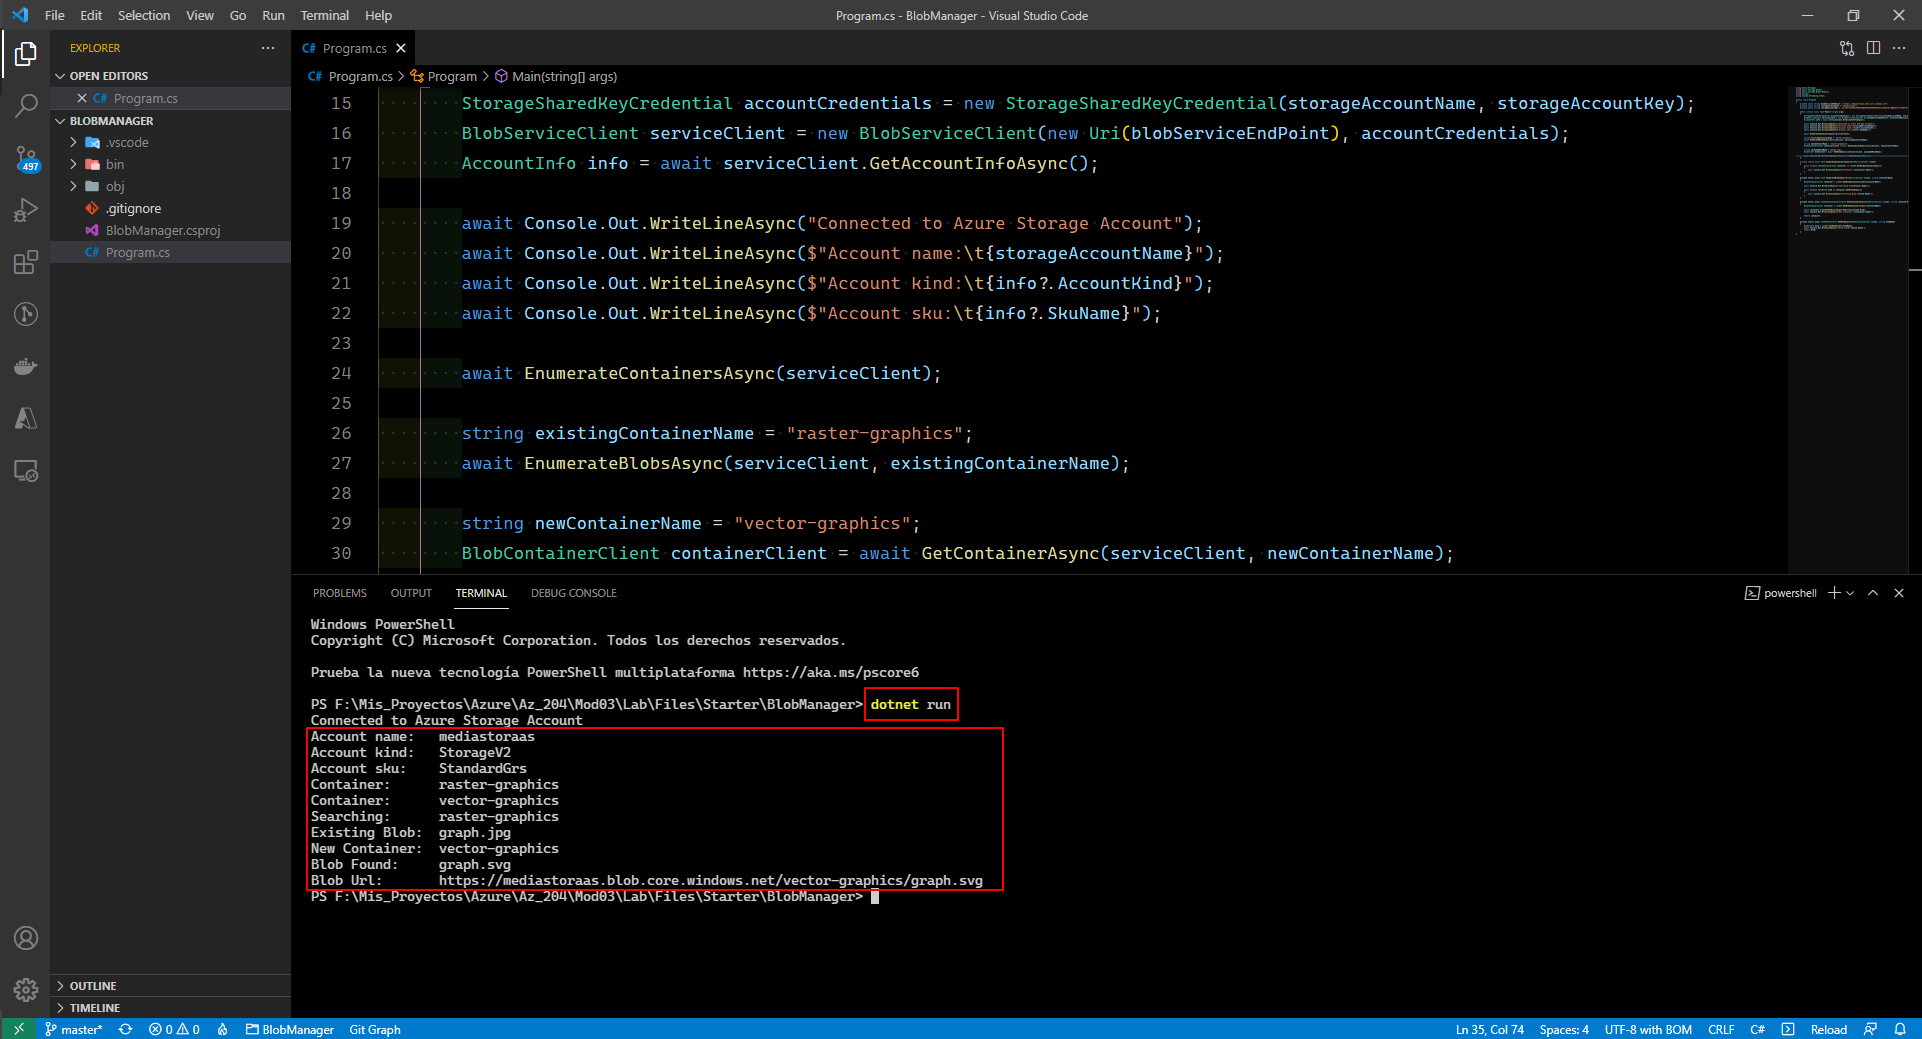 File Edit Selection View Go Run Terminal Help
Program.cs - BlobManager - Visual Studio Code
EXPLORER
OPEN EDITORS
C# Program.cs
BLOBMANAGER
.vscode
bin
obj
.gitignore
BlobManager.csproj
C# Program.cs
497
OUTLINE
TIMELINE
C# Program.cs
C# Program.cs > Program > Main(string[] args)
15 StorageSharedKeyCredential accountCredentials = new StorageSharedKeyCredential(storageAccountName, storageAccountKey);
16 BlobServiceClient serviceClient = new BlobServiceClient(new Uri(blobServiceEndPoint), accountCredentials);
17 AccountInfo info = await serviceClient.GetAccountInfoAsync();
18
19 await Console.Out.WriteLineAsync("Connected to Azure Storage Account");
20 await Console.Out.WriteLineAsync($"Account name:\t{storageAccountName}");
21 await Console.Out.WriteLineAsync($"Account kind:\t{info?.AccountKind}");
22 await Console.Out.WriteLineAsync($"Account sku:\t{info?.SkuName}");
23
24 await EnumerateContainersAsync(serviceClient);
25
26 string existingContainerName = "raster-graphics";
27 await EnumerateBlobsAsync(serviceClient, existingContainerName);
28
29 string newContainerName = "vector-graphics";
30 BlobContainerClient containerClient = await GetContainerAsync(serviceClient, newContainerName);
PROBLEMS OUTPUT TERMINAL DEBUG CONSOLE
powershell
Windows PowerShell
Copyright (C) Microsoft Corporation. Todos los derechos reservados.
Prueba la nueva tecnología PowerShell multiplataforma https://aka.ms/pscore6
PS F:\Mis_Proyectos\Azure\Az_204\Mod03\Lab\Files\Starter\BlobManager> dotnet run
Connected to Azure Storage Account
Account name: mediastoraas
Account kind: StorageV2
Account sku: StandardGrs
Container: raster-graphics
Container: vector-graphics
Searching: raster-graphics
Existing Blob: graph.jpg
New Container: vector-graphics
Blob Found: graph.svg
Blob Url: https://mediastoraas.blob.core.windows.net/vector-graphics/graph.svg
PS F:\Mis_Proyectos\Azure\Az_204\Mod03\Lab\Files\Starter\BlobManager>
master* 0 0 BlobManager Git Graph
Ln 35, Col 74 Spaces: 4 UTF-8 with BOM CRLF C# Reload